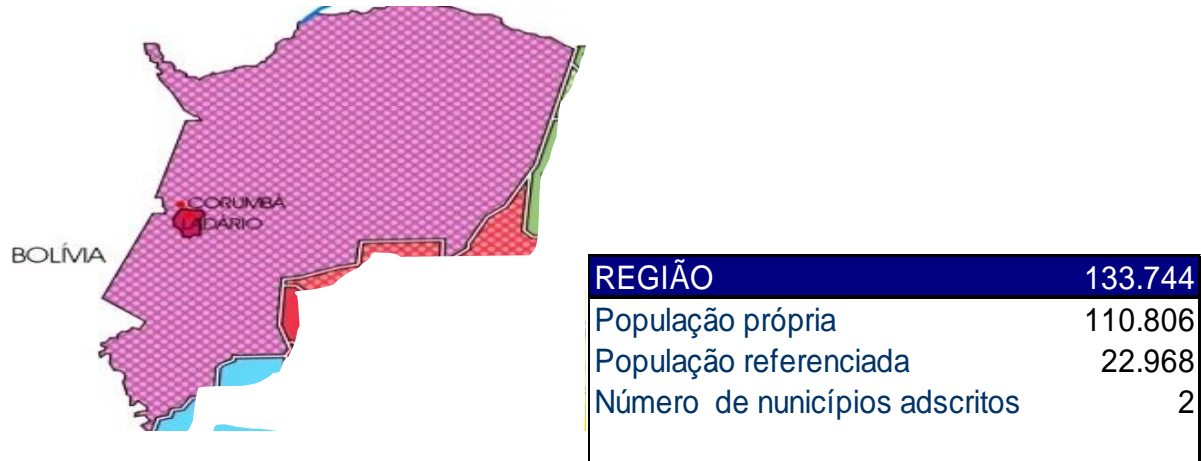 CORUMBÁ
LADÁRIO
BOLÍVIA
REGIÃO 133.744
População própria 110.806
População referenciada 22.968
Número de nunicípios adscritos 2